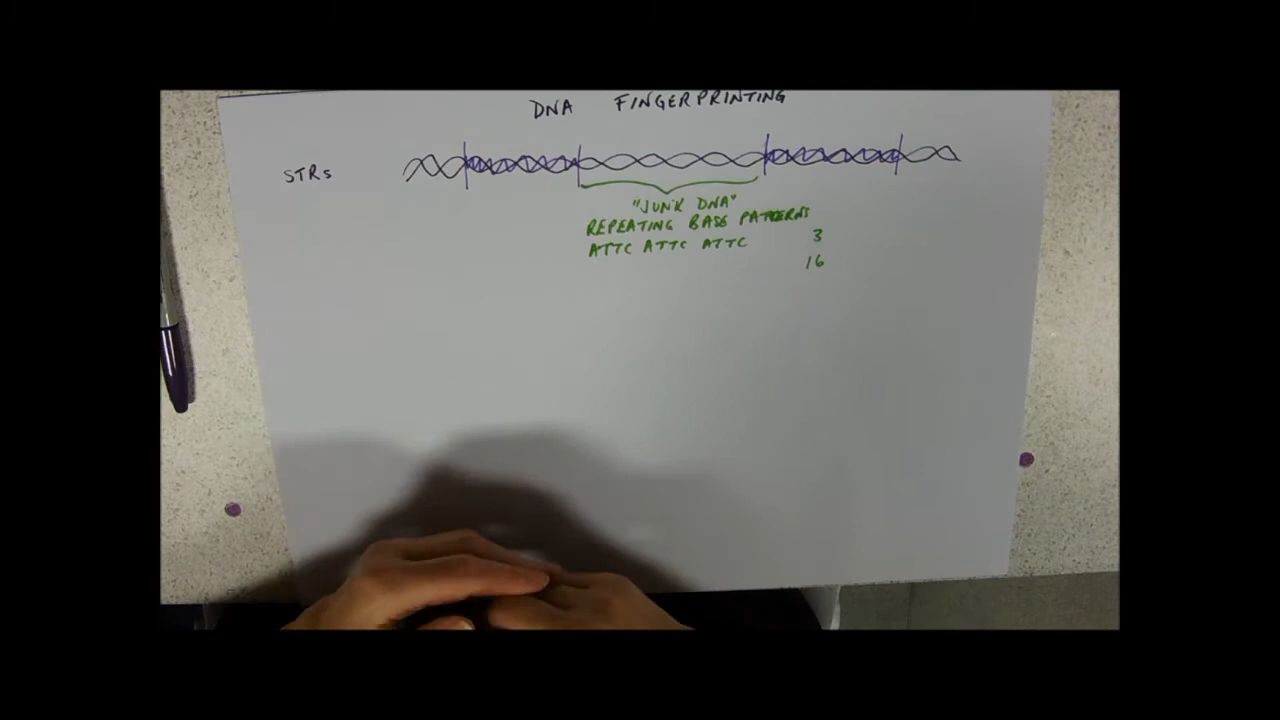 DNA FINGERPRINTING
STRs
"JUNK DNA"
REPEATING BASE PATTERNS
ATTC ATTC ATTC 3
16